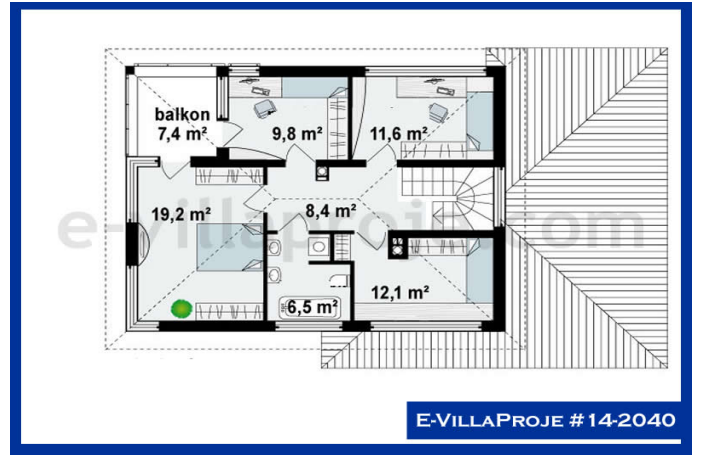 balkon
7,4 m²
9,8 m²
11,6 m²
19,2 m²
8,4 m²
e-villaproje.com
6,5 m²
12,1 m²
E-VILLAPROJE #14-2040